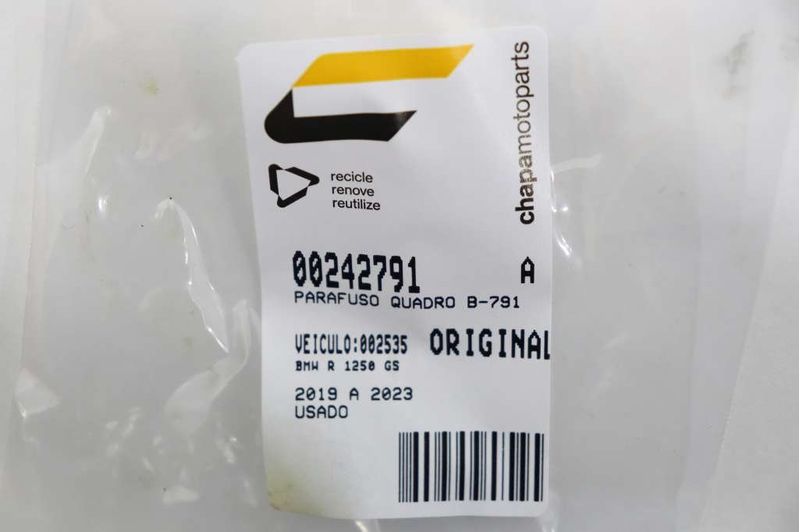 chapamotoparts
recicle
renove
reutilize
00242791 A
PARAFUSO QUADRO B-791
VEICULO:002535 ORIGINAL
BMW R 1250 GS
2019 A 2023
USADO